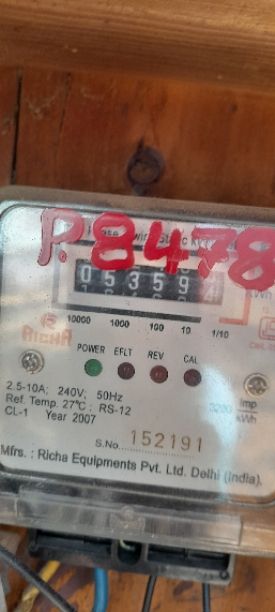 P.8478
05359
KWh
10000 1000 100 10 1/10
RICHA
POWER EFLT REV CAL
2.5-10A; 240V; 50Hz
Ref. Temp. 27°C; RS-12
3200 imp/kWh
CL-1 Year 2007
S.No. 152191
Mfrs. : Richa Equipments Pvt. Ltd. Delhi (India).